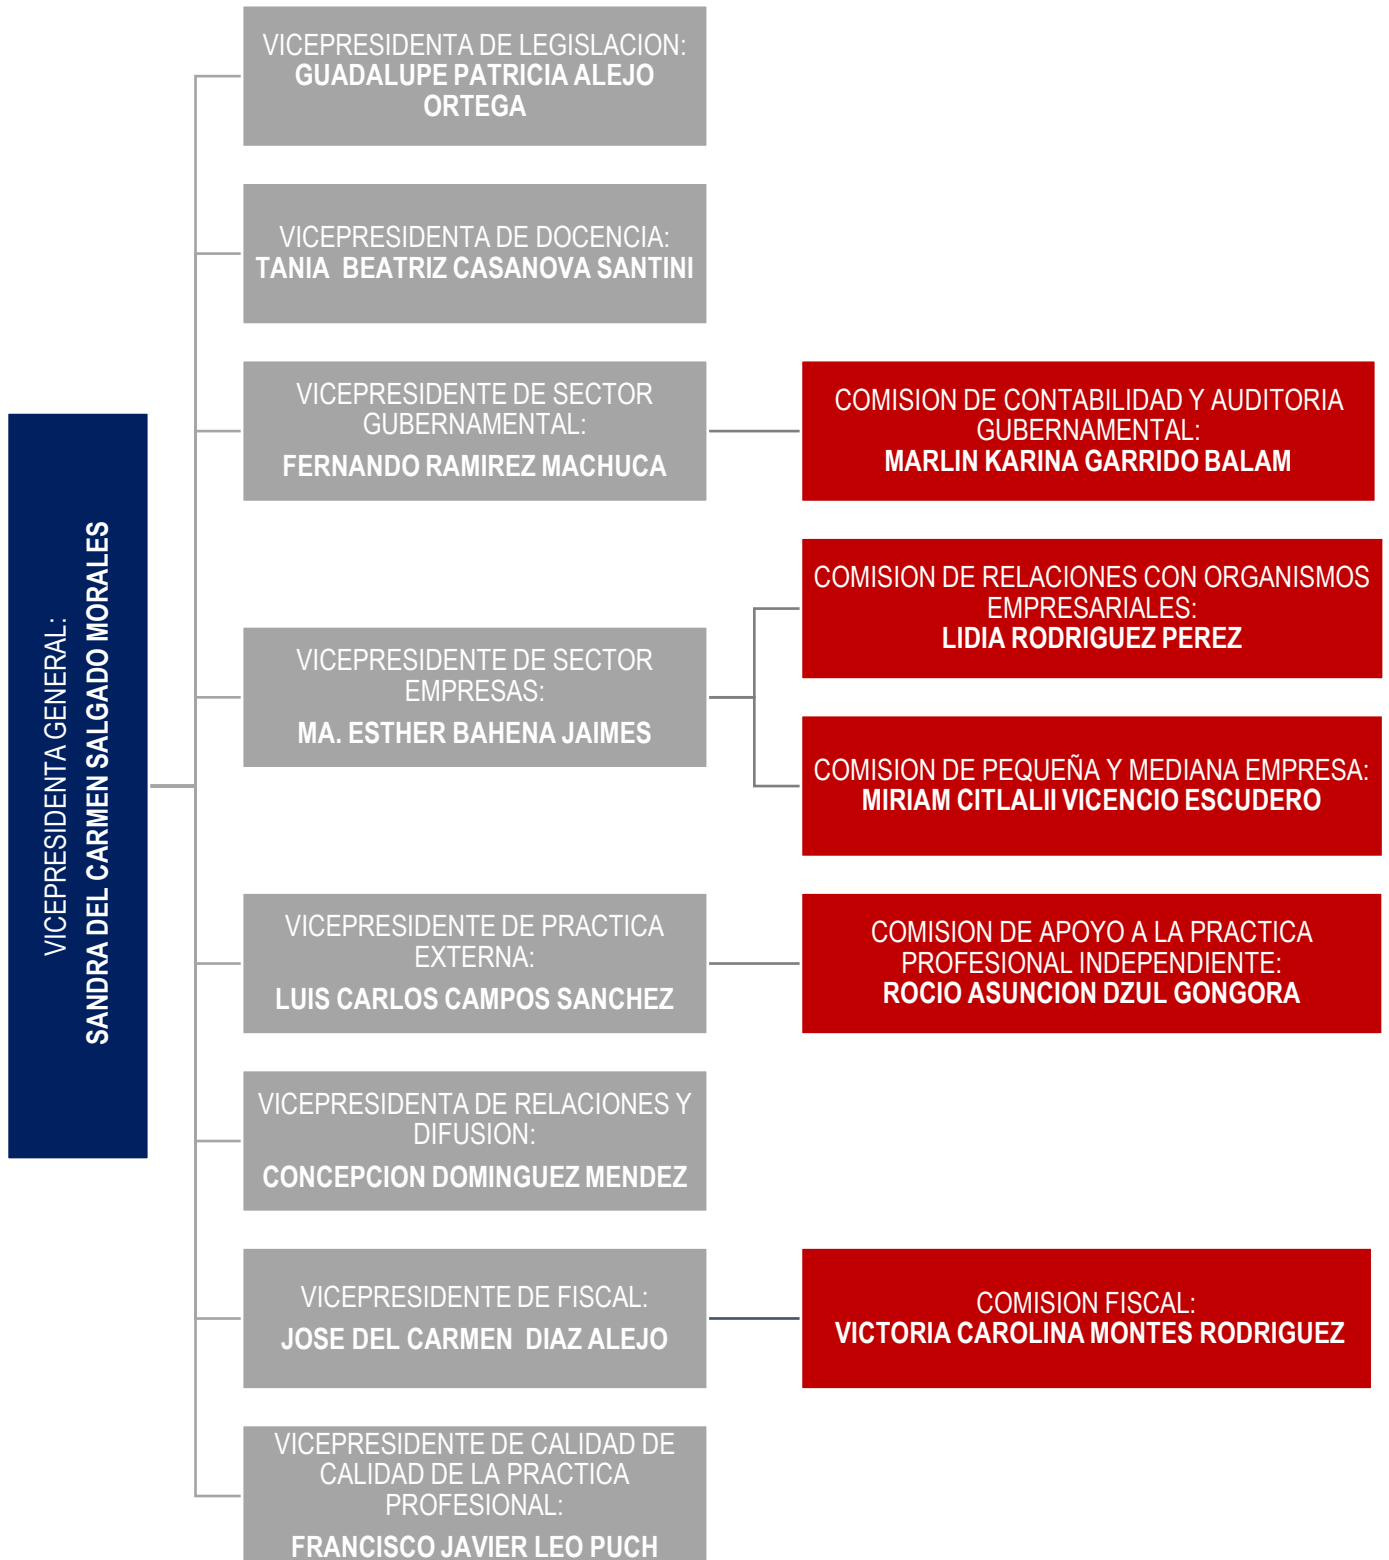 VICEPRESIDENTA GENERAL:
SANDRA DEL CARMEN SALGADO MORALES
VICEPRESIDENTA DE LEGISLACION:
GUADALUPE PATRICIA ALEJO
ORTEGA
VICEPRESIDENTA DE DOCENCIA:
TANIA  BEATRIZ CASANOVA SANTINI
VICEPRESIDENTE DE SECTOR
GUBERNAMENTAL:
FERNANDO RAMIREZ MACHUCA
COMISION DE CONTABILIDAD Y AUDITORIA
GUBERNAMENTAL:
MARLIN KARINA GARRIDO BALAM
VICEPRESIDENTE DE SECTOR
EMPRESAS:
MA. ESTHER BAHENA JAIMES
COMISION DE RELACIONES CON ORGANISMOS
EMPRESARIALES:
LIDIA RODRIGUEZ PEREZ
COMISION DE PEQUEÑA Y MEDIANA EMPRESA:
MIRIAM CITLALII VICENCIO ESCUDERO
VICEPRESIDENTE DE PRACTICA
EXTERNA:
LUIS CARLOS CAMPOS SANCHEZ
COMISION DE APOYO A LA PRACTICA
PROFESIONAL INDEPENDIENTE:
ROCIO ASUNCION DZUL GONGORA
VICEPRESIDENTA DE RELACIONES Y
DIFUSION:
CONCEPCION DOMINGUEZ MENDEZ
VICEPRESIDENTE DE FISCAL:
JOSE DEL CARMEN  DIAZ ALEJO
COMISION FISCAL:
VICTORIA CAROLINA MONTES RODRIGUEZ
VICEPRESIDENTE DE CALIDAD DE
CALIDAD DE LA PRACTICA
PROFESIONAL:
FRANCISCO JAVIER LEO PUCH